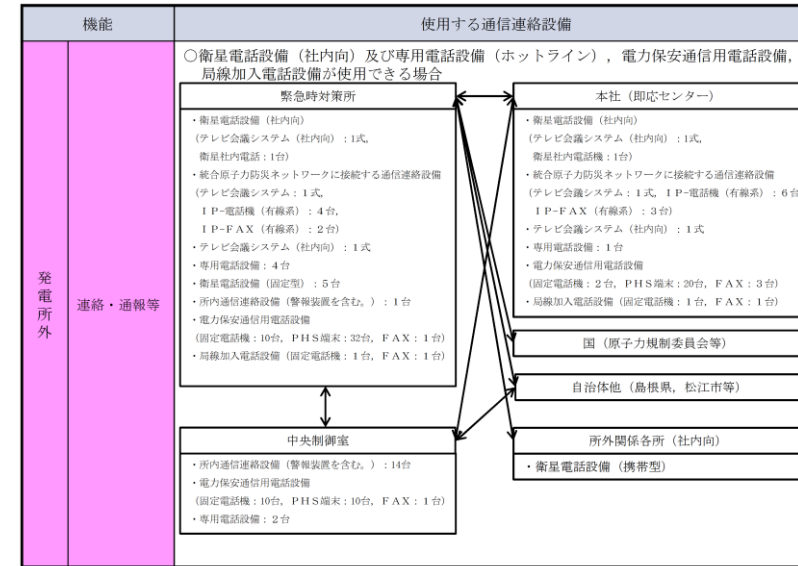 機能
使用する通信連絡設備
発電所外
連絡・通報等
○衛星電話設備（社内向）及び専用電話設備（ホットライン），電力保安通信用電話設備，
局線加入電話設備が使用できる場合
緊急時対策所
・衛星電話設備（社内向）
（テレビ会議システム（社内向）：1式，
衛星社内電話：1台）
・統合原子力防災ネットワークに接続する通信連絡設備
（テレビ会議システム：１式，
ＩＰ−電話機（有線系）：４台，
ＩＰ−ＦＡＸ（有線系）：２台）
・テレビ会議システム（社内向）：１式
・専用電話設備：４台
・衛星電話設備（固定型）：５台
・所内通信連絡設備（警報装置を含む。）：１台
・電力保安通信用電話設備
（固定電話機：10台，ＰＨＳ端末：32台，ＦＡＸ：１台）
・局線加入電話設備（固定電話機：１台，ＦＡＸ：１台）
中央制御室
・所内通信連絡設備（警報装置を含む。）：14台
・電力保安通信用電話設備
（固定電話機：10台，ＰＨＳ端末：10台，ＦＡＸ：１台）
・専用電話設備：２台
本社（即応センター）
・衛星電話設備（社内向）
（テレビ会議システム（社内向）：1式，
衛星社内電話機：1台）
・統合原子力防災ネットワークに接続する通信連絡設備
（テレビ会議システム：１式，ＩＰ−電話機（有線系）：６台
ＩＰ−ＦＡＸ（有線系）：３台）
・テレビ会議システム（社内向）：１式
・専用電話設備：１台
・電力保安通信用電話設備
（固定電話機：２台，ＰＨＳ端末：20台，ＦＡＸ：３台）
・局線加入電話設備（固定電話機：１台，ＦＡＸ：１台）
国（原子力規制委員会等）
自治体他（島根県，松江市等）
所外関係各所（社内向）
・衛星電話設備（携帯型）